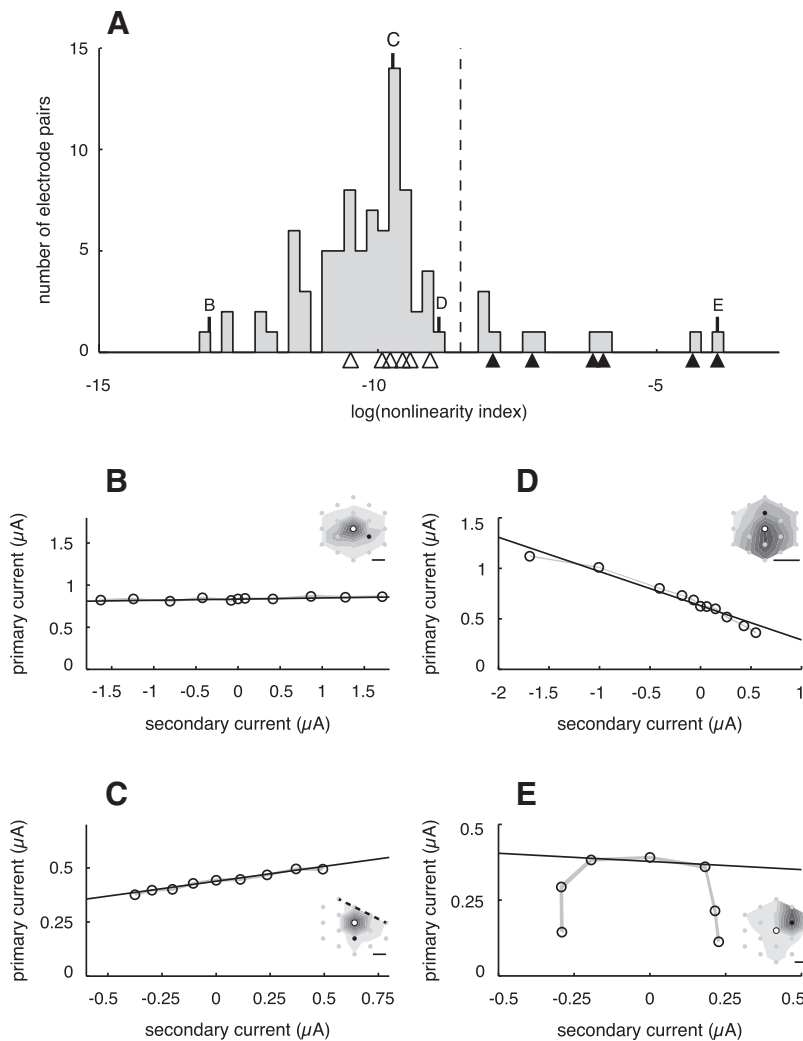 A
15
C
10
number of electrode pairs
5
B
D
E
0
-15
-10
-5
log(nonlinearity index)
B
1.5
1
0.5
0
primary current (µA)
-1.5
-1
-0.5
0
0.5
1
1.5
secondary current (µA)
D
1.5
1
0.5
0
primary current (µA)
-2
-1.5
-1
-0.5
0
0.5
1
secondary current (µA)
C
0.5
0.25
0
primary current (µA)
-0.5
-0.25
0
0.25
0.5
0.75
secondary current (µA)
E
0.5
0.25
0
primary current (µA)
-0.5
-0.25
0
0.25
0.5
secondary current (µA)